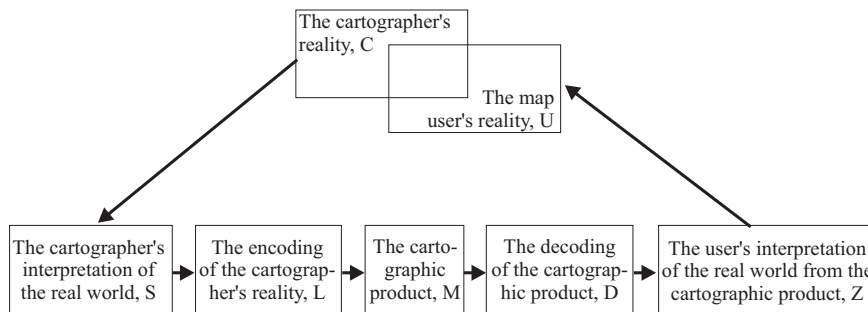 The cartographer's
reality, C
The map
user's reality, U
The cartographer's
interpretation of
the real world, S
The encoding
of the cartograp-
her's reality, L
The carto-
graphic
product, M
The decoding
of the cartograp-
hic product, D
The user's interpretation
of the real world from the
cartographic product, Z